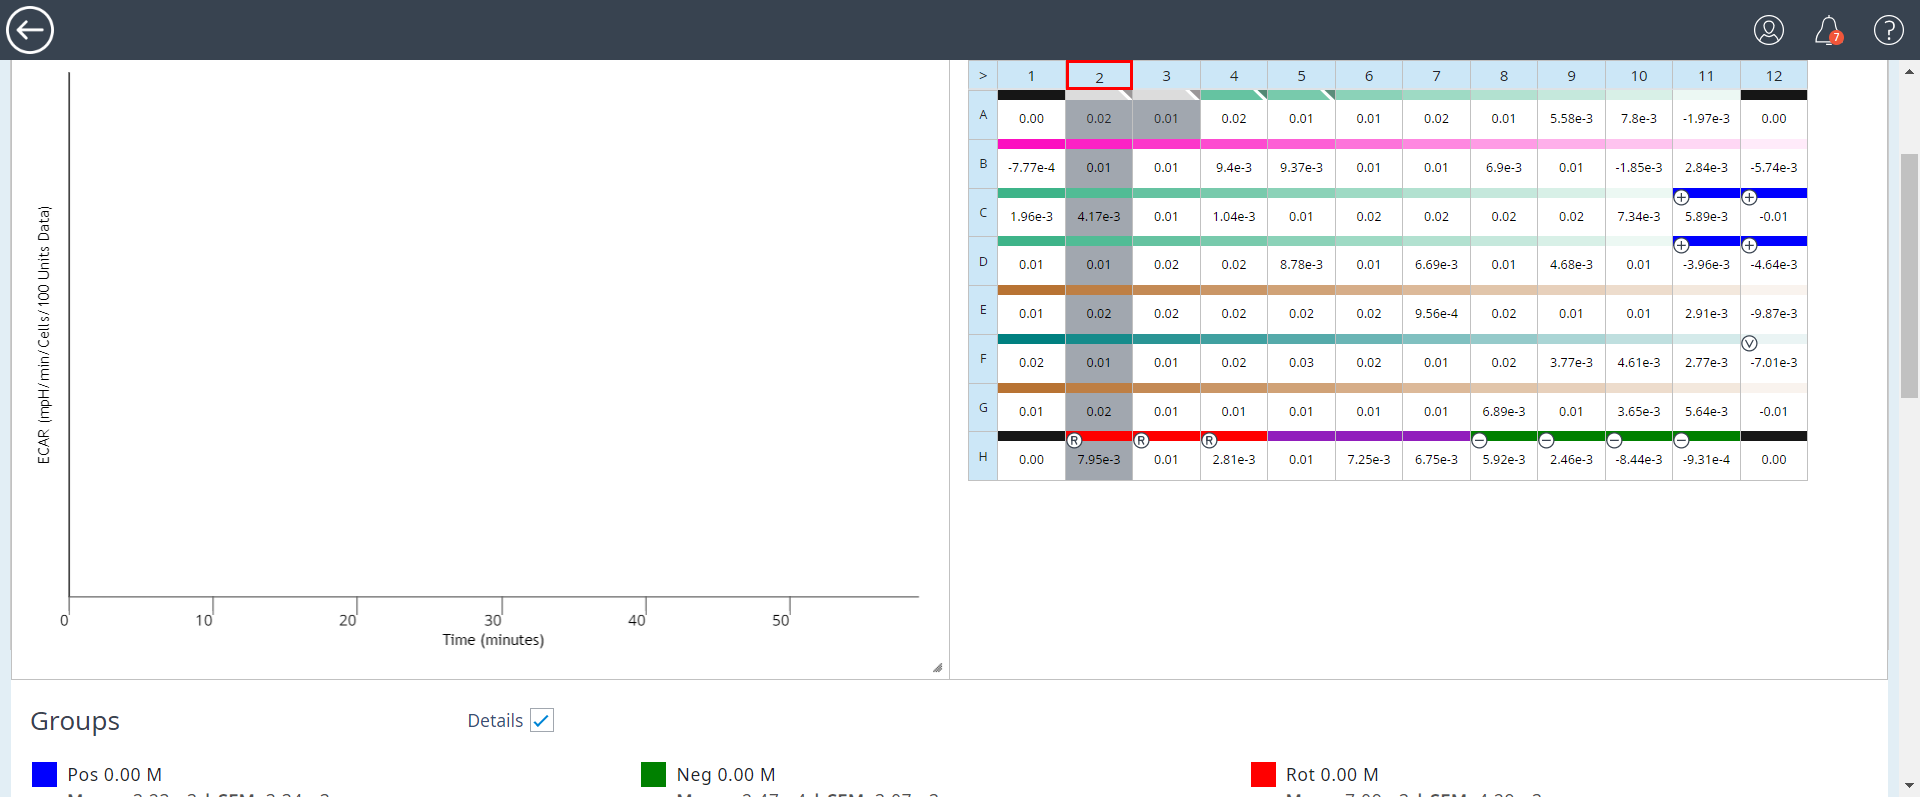 7
?
ECAR (mpH/min/Cells/100 Units Data)
0 10 20 30 40 50
Time (minutes)
> 1 2 3 4 5 6 7 8 9 10 11 12
A 0.00 0.02 0.01 0.02 0.01 0.01 0.02 0.01 5.58e-3 7.8e-3 -1.97e-3 0.00
B -7.77e-4 0.01 0.01 9.4e-3 9.37e-3 0.01 0.01 6.9e-3 0.01 -1.85e-3 2.84e-3 -5.74e-3
+ +
C 1.96e-3 4.17e-3 0.01 1.04e-3 0.01 0.02 0.02 0.02 0.02 7.34e-3 5.89e-3 -0.01
+ +
D 0.01 0.01 0.02 0.02 8.78e-3 0.01 6.69e-3 0.01 4.68e-3 0.01 -3.96e-3 -4.64e-3
E 0.01 0.02 0.02 0.02 0.02 0.02 9.56e-4 0.02 0.01 0.01 2.91e-3 -9.87e-3
V
F 0.02 0.01 0.01 0.02 0.03 0.02 0.01 0.02 3.77e-3 4.61e-3 2.77e-3 -7.01e-3
G 0.01 0.02 0.01 0.01 0.01 0.01 0.01 6.89e-3 0.01 3.65e-3 5.64e-3 -0.01
R R R − − − −
H 0.00 7.95e-3 0.01 2.81e-3 0.01 7.25e-3 6.75e-3 5.92e-3 2.46e-3 -8.44e-3 -9.31e-4 0.00
Groups Details
Pos 0.00 M Neg 0.00 M Rot 0.00 M